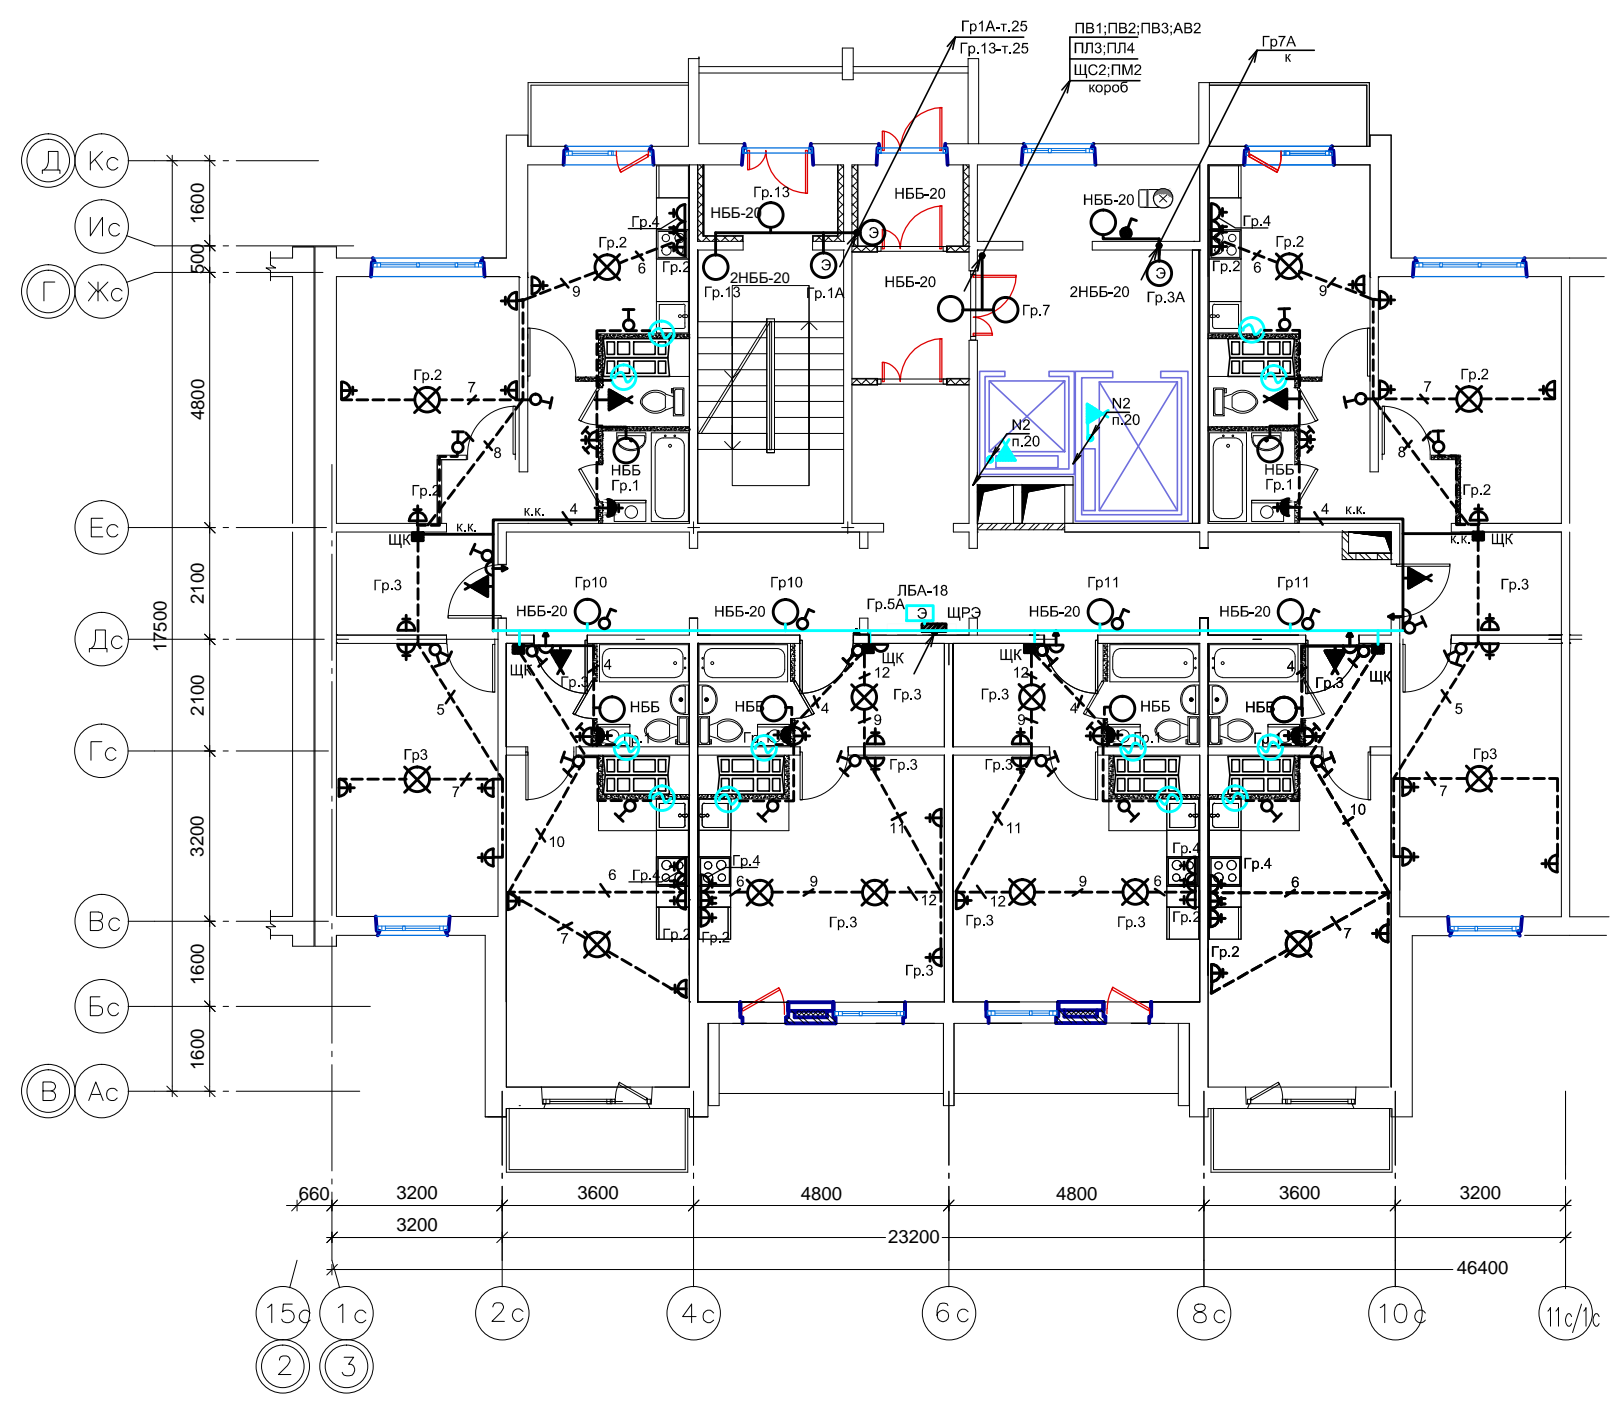 Гр1А-т.25
Гр.13-т.25
ПВ1;ПВ2;ПВ3;АВ2
ПЛ3;ПЛ4
ЩС2;ПМ2
короб
Гр7А
к
Д
Кс
Ис
Г
Жс
Ес
Дс
Гс
Вс
Бс
В
Ас
1600
500
4800
2100
2100
3200
1600
1600
17500
Гр.13
НББ-20
НББ-20
НББ-20
Гр.4
Гр.2
6
9
Гр.2
Э
Э
Э
Гр.13
2НББ-20
Гр.1А
НББ-20
2НББ-20
Гр.3А
Гр.7
Гр.4
Гр.2
6
9
Гр.2
Гр.2
7
8
Гр.2
НББ
Гр.1
4
к.к.
N2
п.20
N2
п.20
Гр.2
7
8
Гр.2
НББ
Гр.1
4
к.к.
к.к.
ЩК
Гр.3
ЩК
Гр.3
Гр10
НББ-20
Гр10
НББ-20
ЛБА-18
Гр.5А
Э
ЩРЭ
Гр11
НББ-20
Гр11
НББ-20
ЩК
Гр.3
4
НББ
НББ
4
ЩК
12
Гр.3
9
Гр.3
12
9
4
НББ
НББ
4
Гр.3
ЩК
5
Гр3
7
10
6
Гр.4
7
Гр.2
Гр.4
6
9
Гр.2
Гр.3
11
12
Гр.3
Гр.3
Гр.3
11
12
Гр.3
9
6
Гр.4
Гр.2
Гр.3
Гр.4
6
7
Гр.2
10
5
Гр3
7
660
3200
3600
4800
4800
3600
3200
3200
23200
46400
15с
1с
2с
4с
6с
8с
10с
11с/1с
2
3